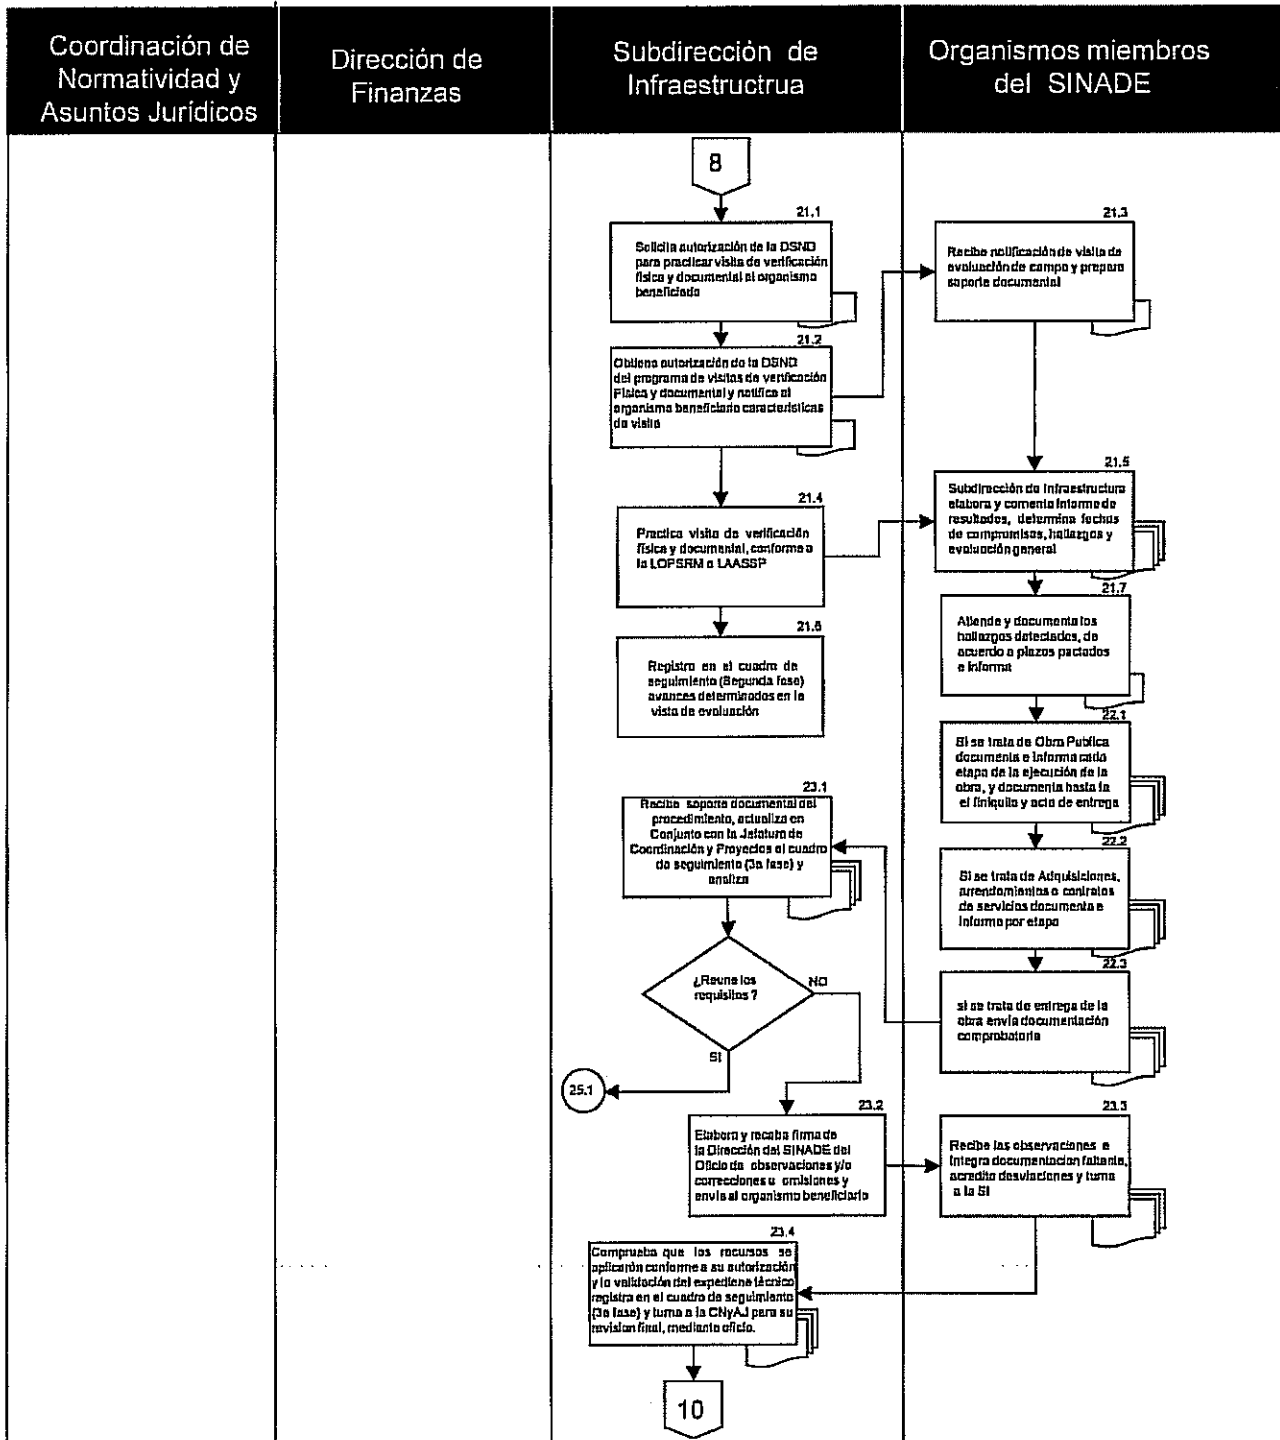 Coordinación de
Normatividad y
Asuntos Jurídicos
Dirección de
Finanzas
Subdirección de
Infraestructrua
Organismos miembros
del SINADE
8
21.1
Solicita autorización de la DSND
para practicar visita de verificación
física y documental al organismo
beneficiado
21.2
Obtiene autorización de la DSND
del programa de visitas de verificación
Física y documental y notifica al
organismo beneficiario características
de visita
21.3
Recibe notificación de visita de
evaluación de campo y prepara
soporte documental
21.4
Practica visita de verificación
física y documental, conforme a
la LOPSRM o LAASSP
21.5
Subdirección de Infraestructura
elabora y comenta informe de
resultados, determina fechas
de compromisos, hallazgos y
evaluación general
21.6
Registra en el cuadro de
seguimiento (Segunda fase)
avances determinados en la
vista de evaluación
21.7
Atiende y documenta los
hallazgos detectados, de
acuerdo a plazos pactados
e informa
22.1
Si se trata de Obra Publica
documenta e informa cada
etapa de la ejecución de la
obra, y documenta hasta la
el finiquito y acta de entrega
22.2
Si se trata de Adquisiciones,
arrendamientos o contratos
de servicios documenta e
informa por etapa
22.3
si se trata de entrega de la
obra envía documentación
comprobatoria
23.1
Recibe soporte documental del
procedimiento, actualiza en
Conjunto con la Jefatura de
Coordinación y Proyectos el cuadro
de seguimiento (3a fase) y
analiza
¿Reune los
requisitos ?
NO
SI
25.1
23.2
Elabora y recaba firma de
la Dirección del SINADE del
Oficio de observaciones y/o
correcciones u omisiones y
envía al organismo beneficiario
23.3
Recibe las observaciones e
integra documentacion faltante,
acredita desviaciones y turna
a la SI
23.4
Comprueba que los recursos se
aplicarón conforme a su autorización
y la validación del expediene técnico
registra en el cuadro de seguimiento
(3a fase) y turna a la CNyAJ para su
revision final, mediante oficio.
10